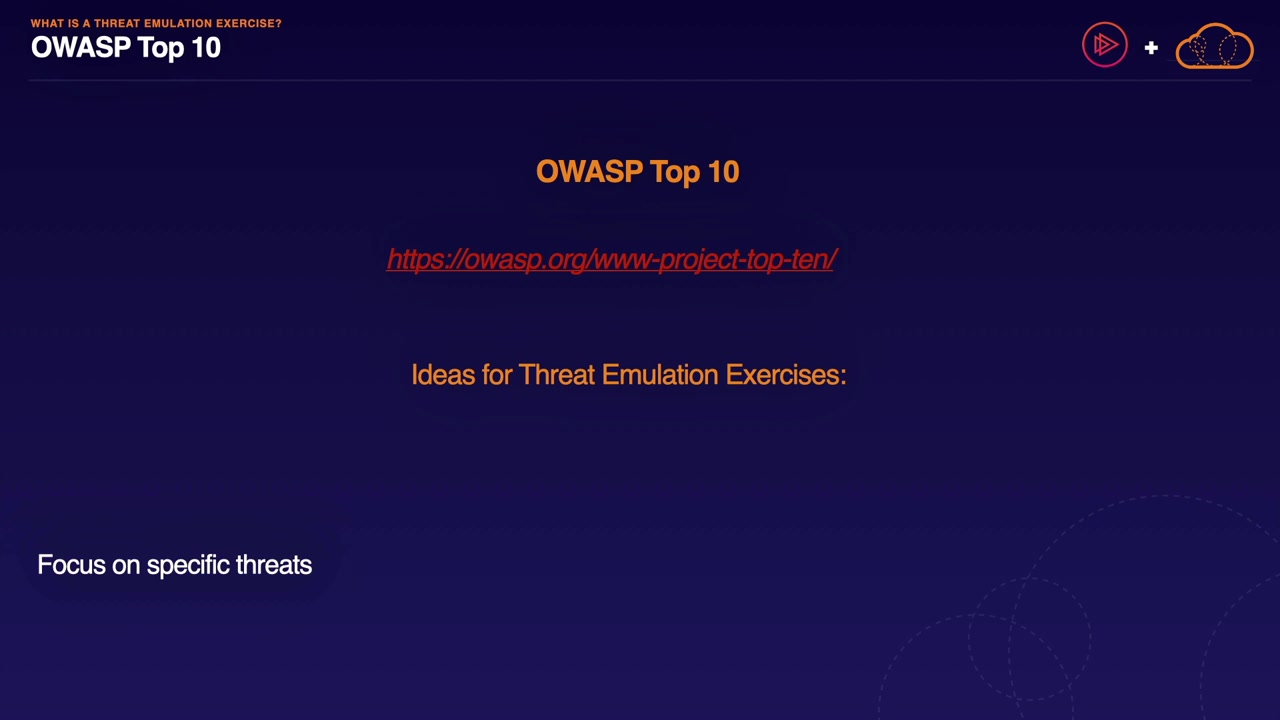 WHAT IS A THREAT EMULATION EXERCISE?
OWASP Top 10
OWASP Top 10
https://owasp.org/www-project-top-ten/
Ideas for Threat Emulation Exercises:
Focus on specific threats